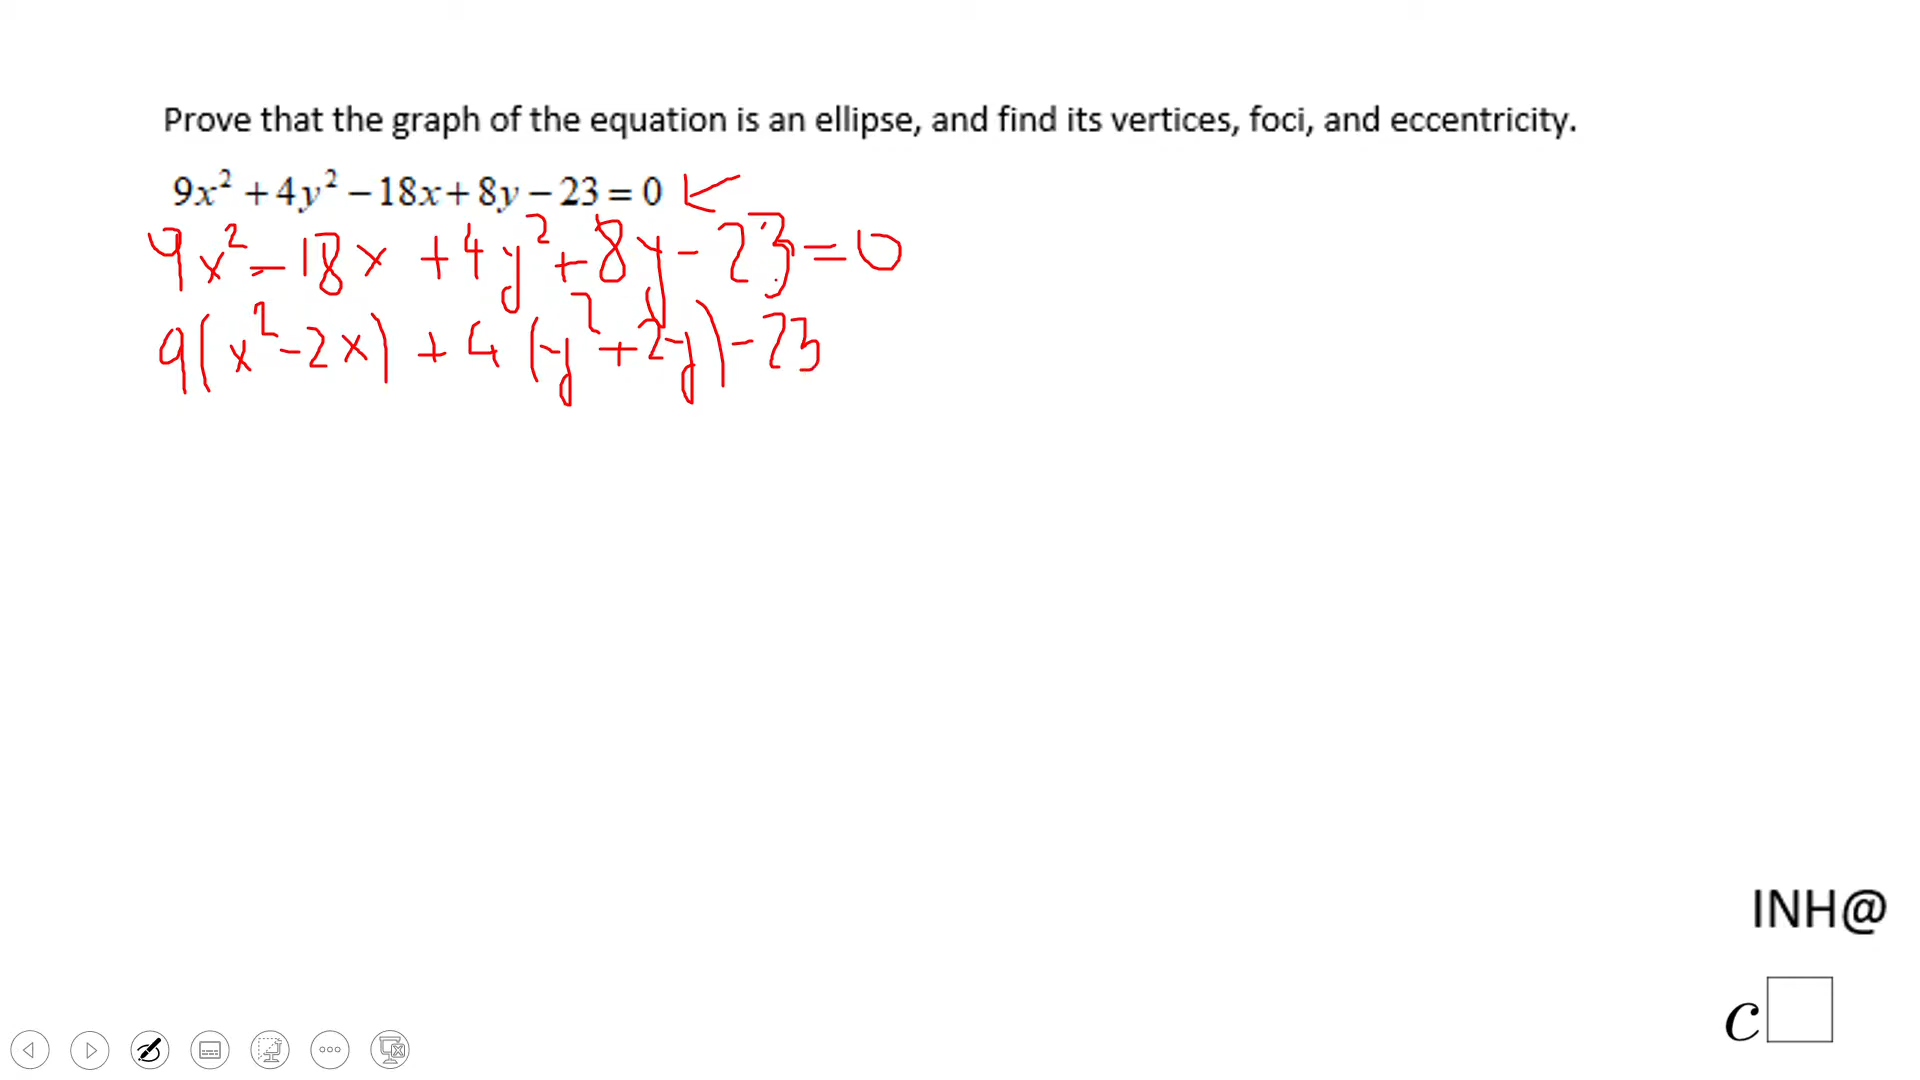 Prove that the graph of the equation is an ellipse, and find its vertices, foci, and eccentricity.
9x² + 4y² − 18x + 8y − 23 = 0
9x² − 18x + 4y² + 8y − 23 = 0
9(x² − 2x) + 4(y² + 2y) − 23
INH@
c